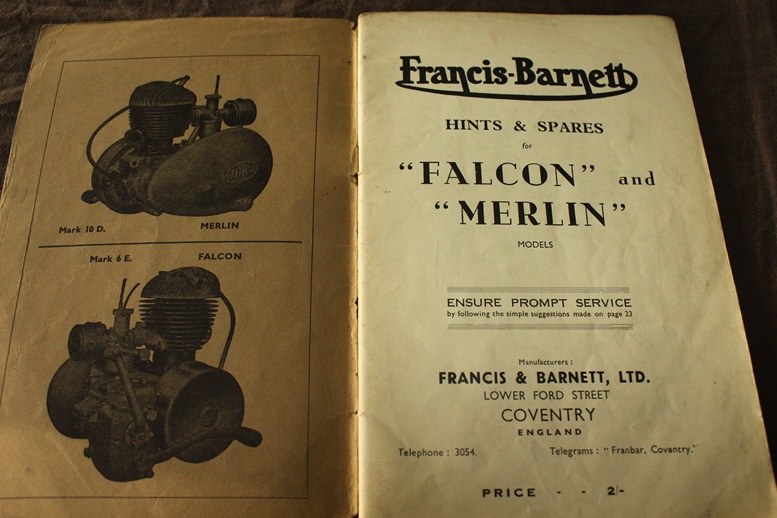 Mark 10 D. MERLIN
Mark 6 E. FALCON
Francis-Barnett
HINTS & SPARES
for
"FALCON" and
"MERLIN"
MODELS
ENSURE PROMPT SERVICE
by following the simple suggestions made on page 23
Manufacturers :
FRANCIS & BARNETT, LTD.
LOWER FORD STREET
COVENTRY
ENGLAND
Telephone : 3054. Telegrams : "Franbar, Coventry."
PRICE - - 2/-